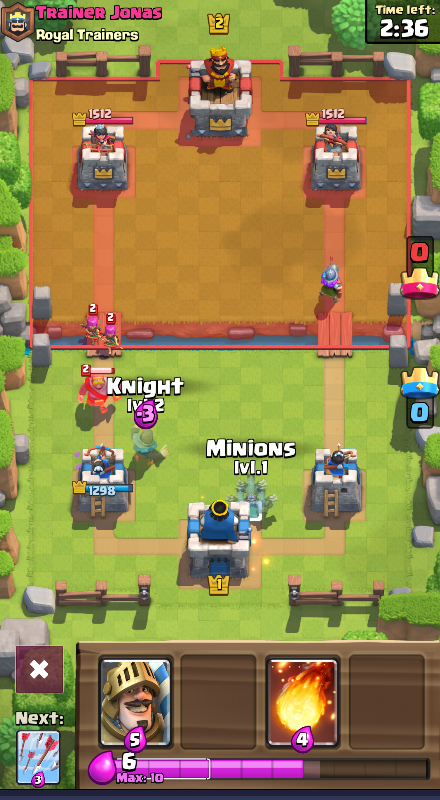 Trainer Jonas
Royal Trainers
2
Time left:
2:36
1512
1512
0
2
2
2
Knight
lvl.2
-3
0
Minions
lvl.1
1298
1
Next:
3
5
4
6
Max:10